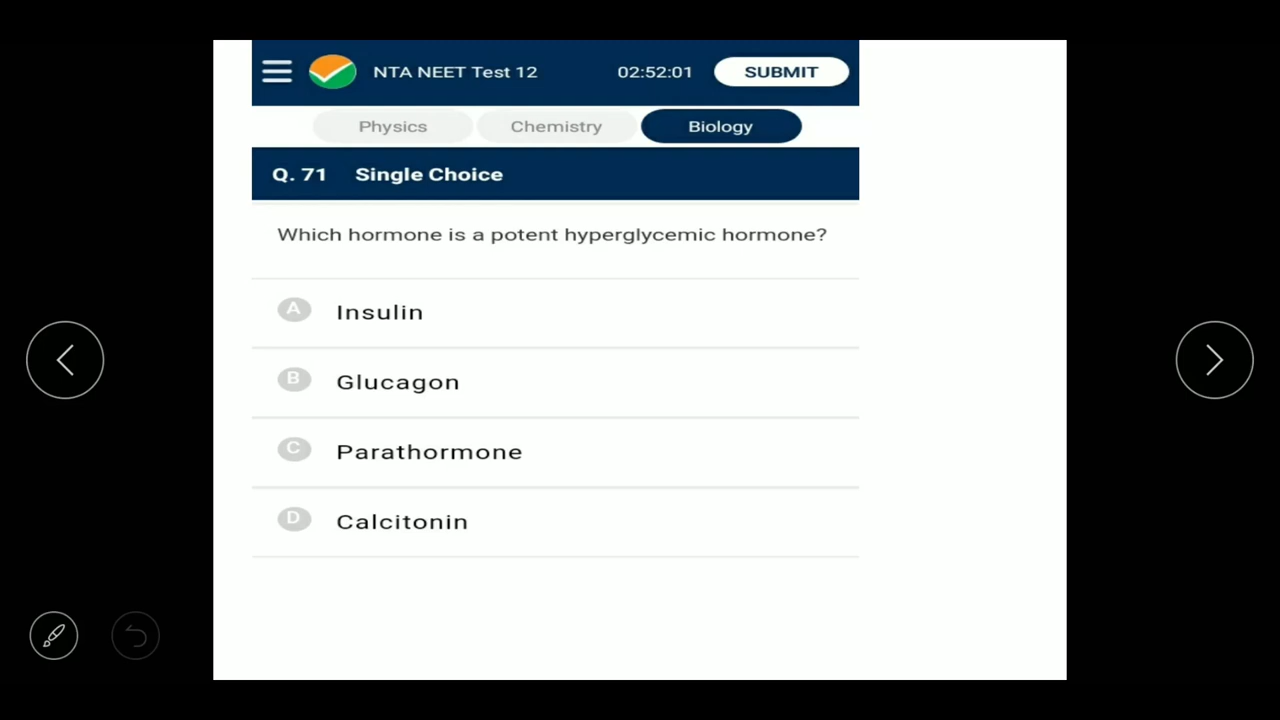 NTA NEET Test 12 02:52:01 SUBMIT
Physics Chemistry Biology
Q. 71 Single Choice
Which hormone is a potent hyperglycemic hormone?
A Insulin
B Glucagon
C Parathormone
D Calcitonin